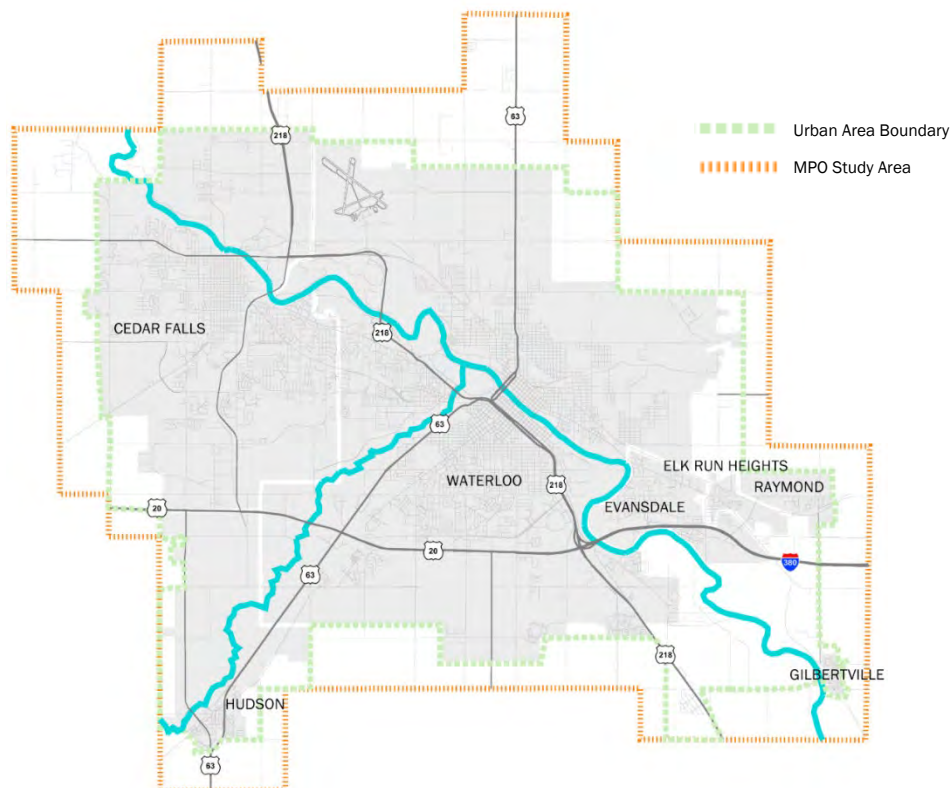 63
218
Urban Area Boundary
MPO Study Area
CEDAR FALLS
218
63
ELK RUN HEIGHTS
WATERLOO
RAYMOND
218
EVANSDALE
20
20
380
63
218
GILBERTVILLE
HUDSON
63